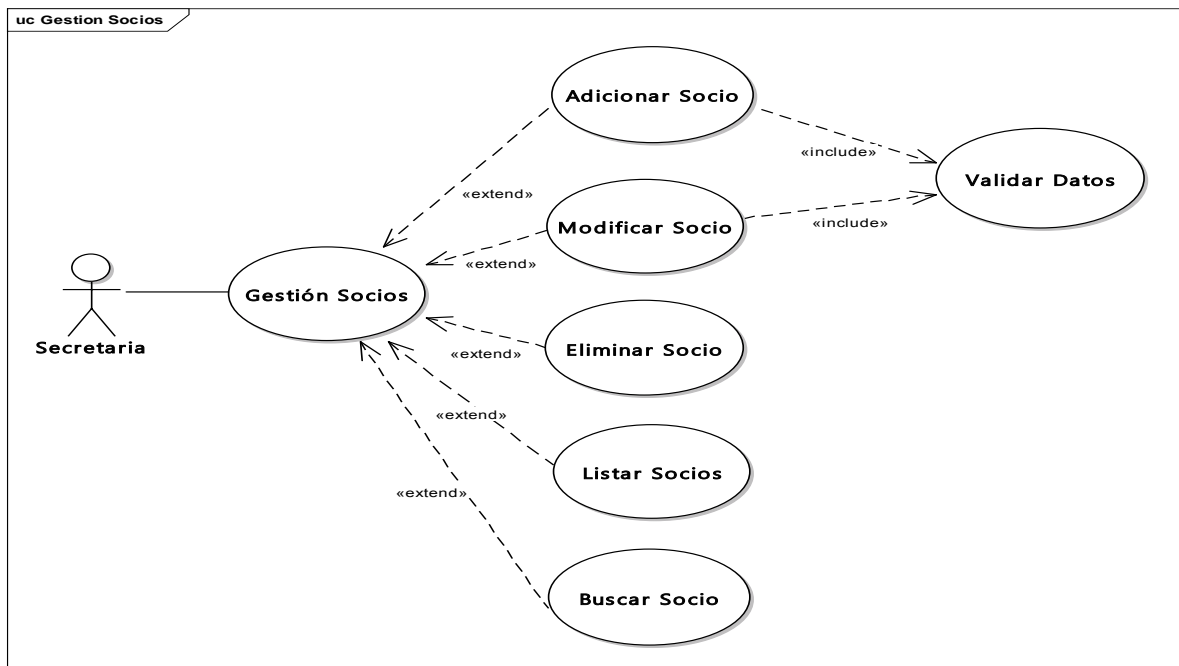 uc Gestion Socios
Adicionar Socio
«include»
Validar Datos
«extend»
Modificar Socio
«include»
«extend»
Gestión Socios
Secretaria
Eliminar Socio
«extend»
«extend»
Listar Socios
«extend»
Buscar Socio